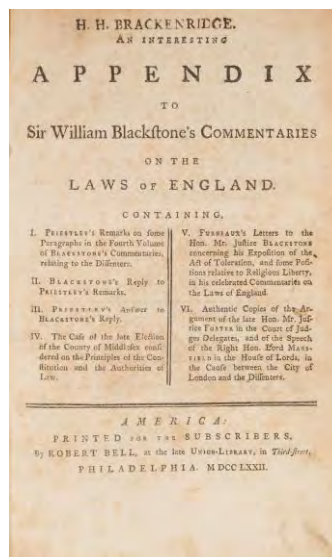 H. H. BRACKENRIDGE.
AN INTERESTING
APPENDIX
TO
Sir William Blackſtone's COMMENTARIES
ON THE
LAWS OF ENGLAND.
CONTAINING,
I. PRIESTLEY's Remarks on ſome
Paragraphs in the Fourth Volume
of BLACKSTONE's Commentaries,
relating to the Diſſenters.
II. BLACKSTONE's Reply to
PRIESTLEY's Remarks.
III. PRIESTLEY's Anſwer to
BLACKSTONE's Reply.
IV. The Caſe of the late Election
of the County of Middleſex conſi-
dered on the Principles of the Con-
ſtitution and the Authorities of
Law.
V. FURNEAUX's Letters to the
Hon. Mr. Juſtice BLACKSTONE
concerning his Expoſition of the
Act of Toleration, and ſome Poſi-
tions relative to Religious Liberty,
in his celebrated Commentaries on
the Laws of England.
VI. Authentic Copies of the Ar-
gument of the late Hon. Mr. Juſ-
tice FOSTER in the Court of Jud-
ges Delegates, and of the Speech
of the Right Hon. Lord MANS-
FIELD in the Houſe of Lords, in
the Cauſe between the City of
London and the Diſſenters.
AMERICA:
PRINTED FOR THE SUBSCRIBERS,
By ROBERT BELL, at the late UNION-LIBRARY, in Third-ſtreet,
PHILADELPHIA. MDCCLXXII.